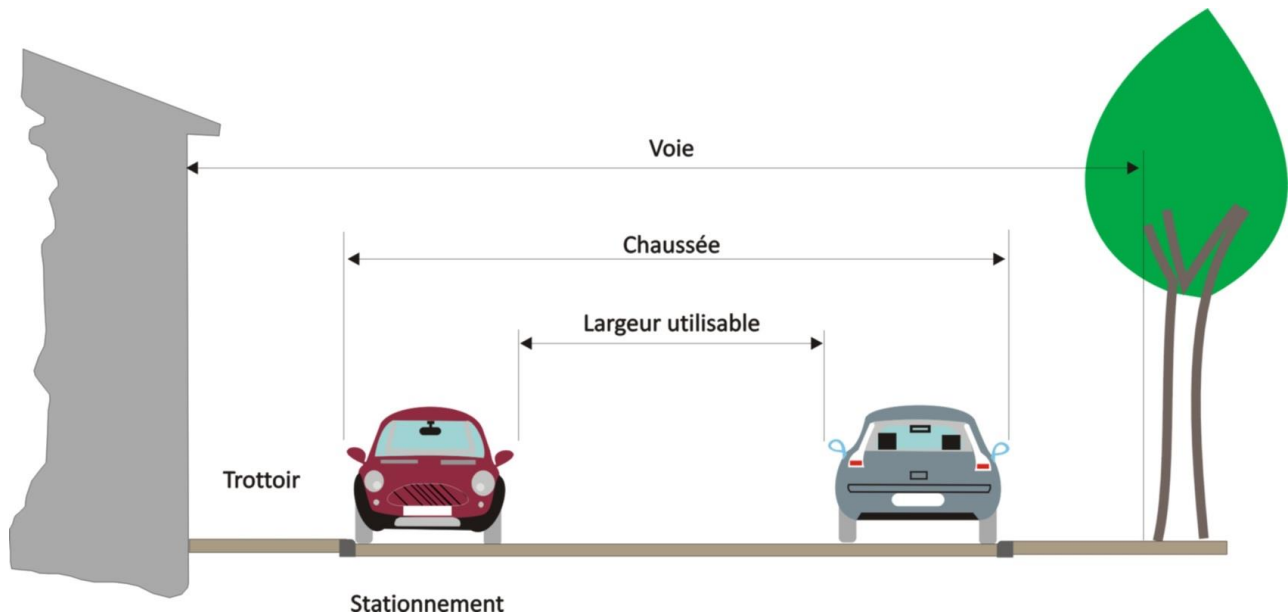 Voie
Chaussée
Largeur utilisable
Trottoir
Stationnement